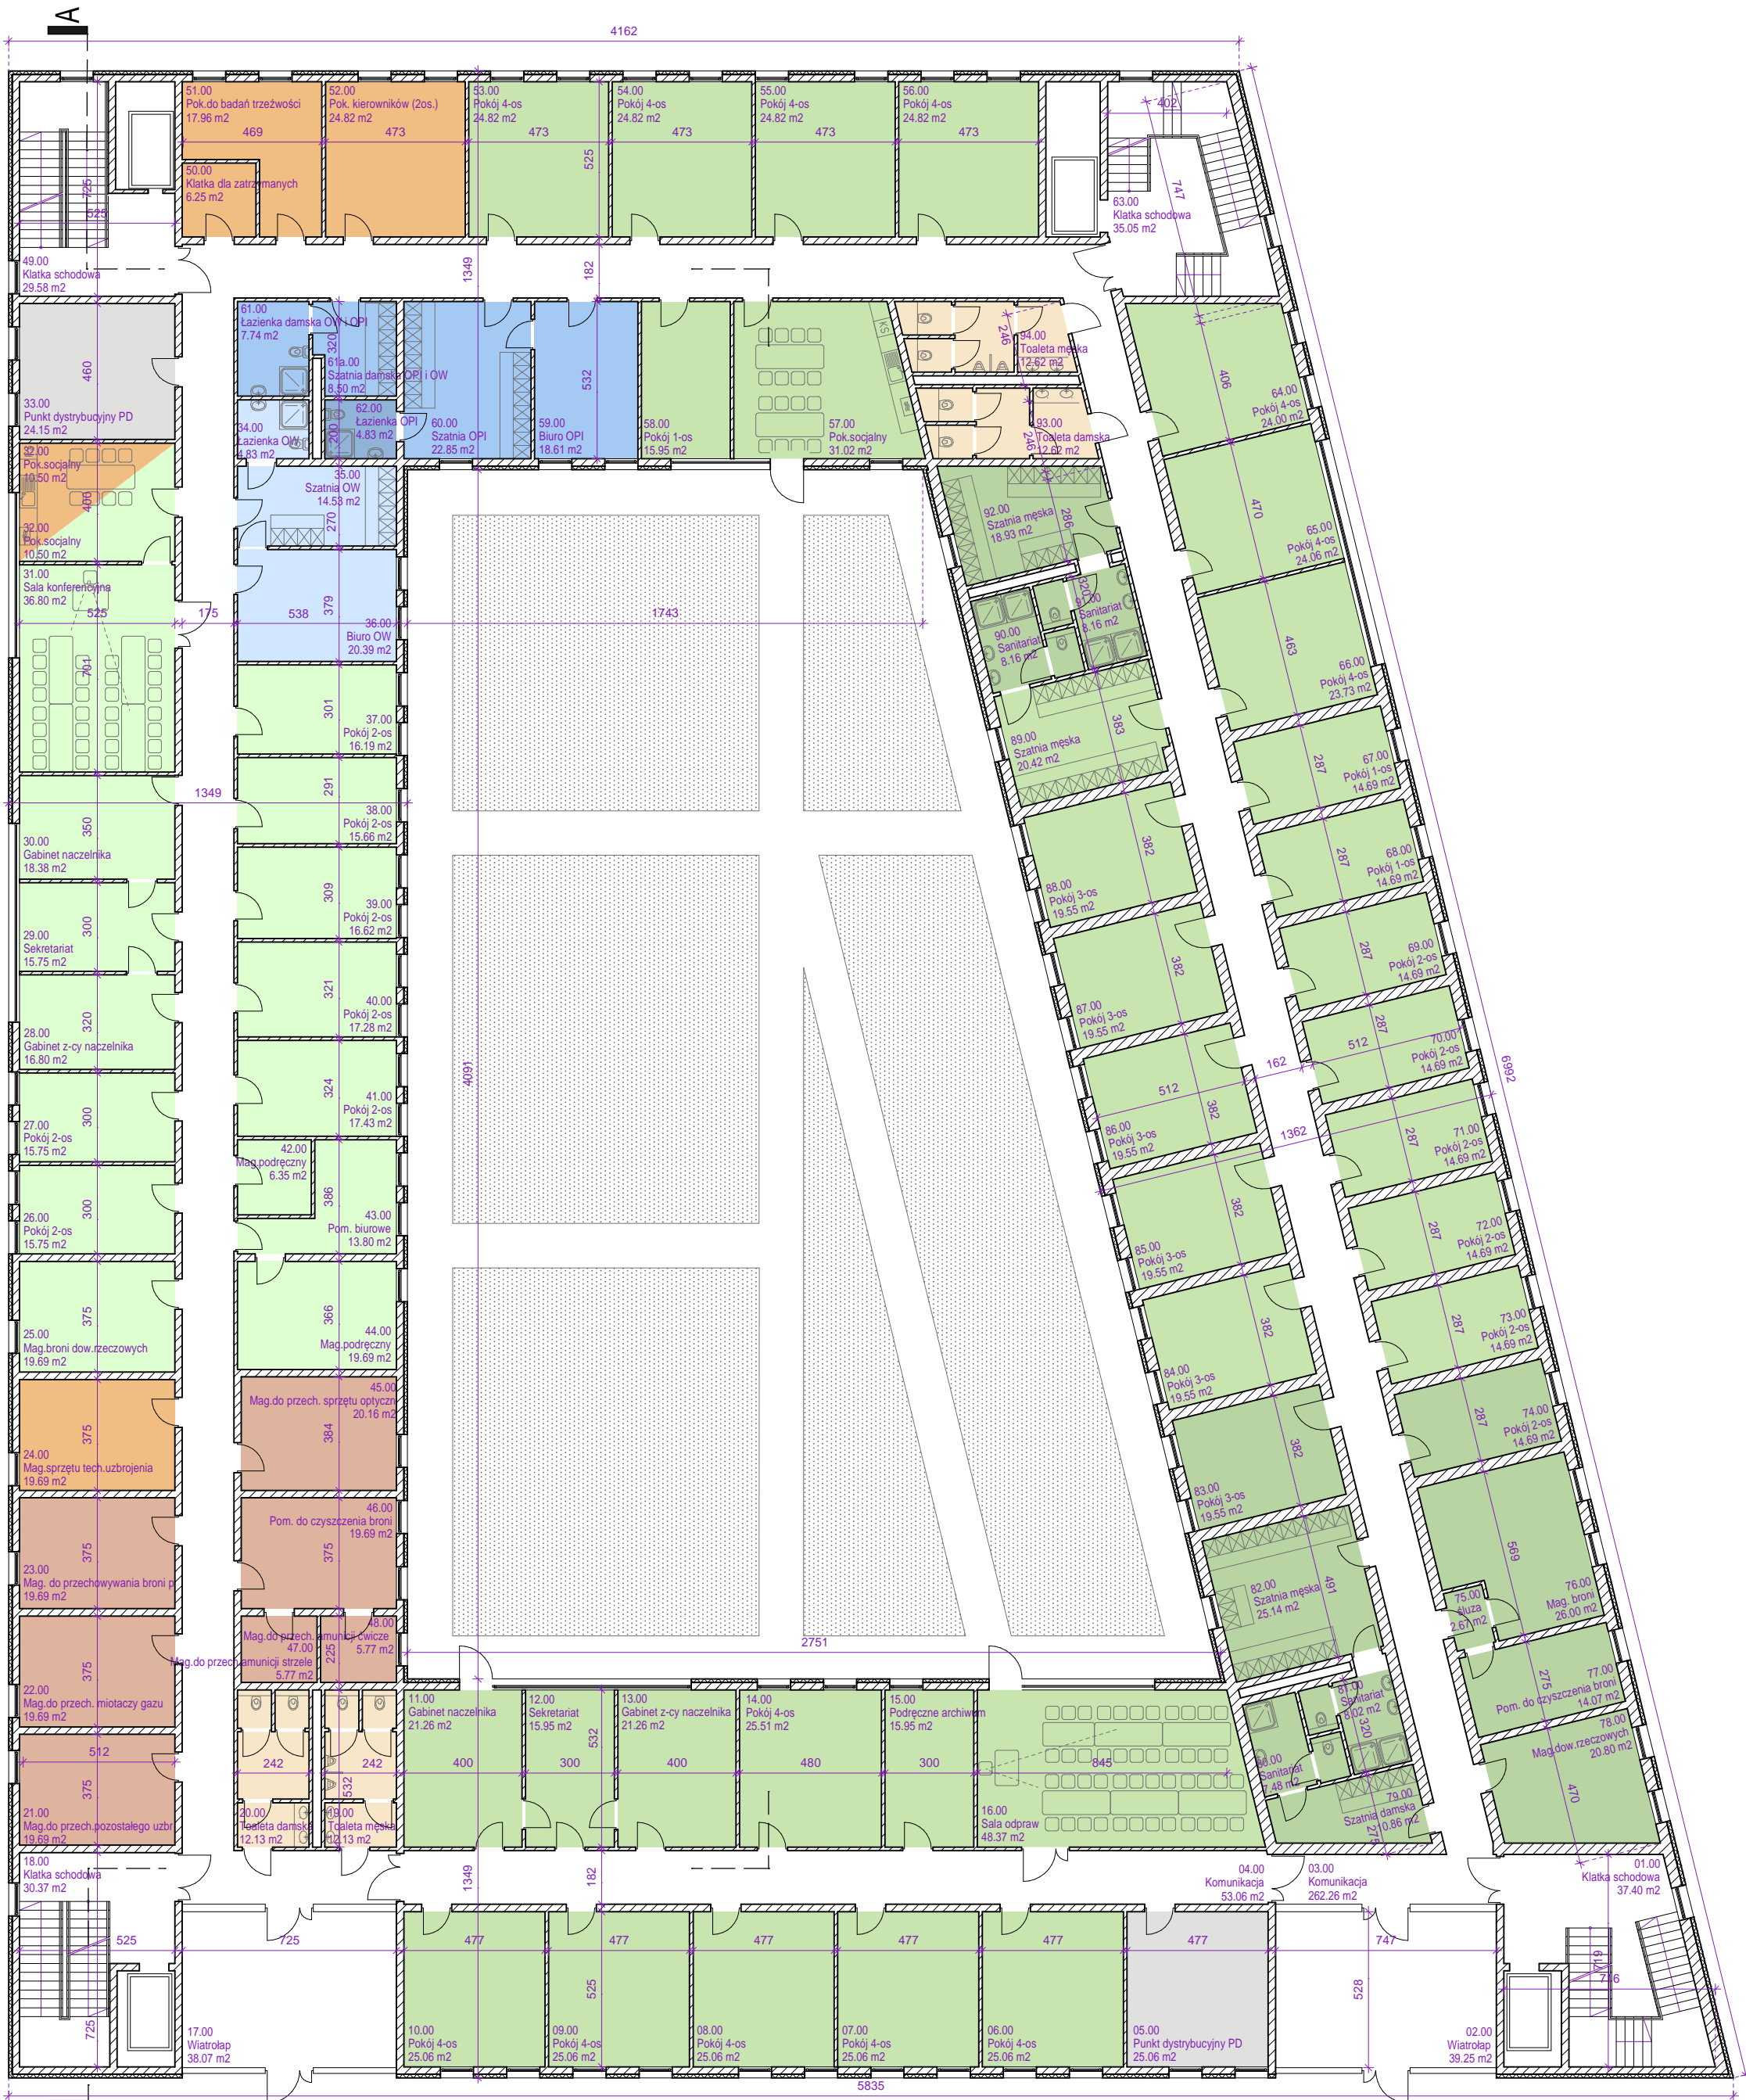 A
4162
51.00
Pok.do badań trzeźwości
17.96 m2
469
50.00
Klatka dla zatrzymanych
6.25 m2
52.00
Pok. kierowników (2os.)
24.82 m2
473
53.00
Pokój 4-os
24.82 m2
473
525
54.00
Pokój 4-os
24.82 m2
473
55.00
Pokój 4-os
24.82 m2
473
56.00
Pokój 4-os
24.82 m2
473
402
747
63.00
Klatka schodowa
35.05 m2
725
525
49.00
Klatka schodowa
29.58 m2
1349
182
33.00
Punkt dystrybucyjny PD
24.15 m2
460
61.00
Łazienka damska OW i OPI
7.74 m2
320
61a.00
Szatnia damska OPI i OW
8.50 m2
62.00
Łazienka OPI
4.83 m2
200
34.00
Łazienka OW
4.83 m2
60.00
Szatnia OPI
22.85 m2
59.00
Biuro OPI
18.61 m2
532
58.00
Pokój 1-os
15.95 m2
57.00
Pok.socjalny
31.02 m2
KS
94.00
Toaleta męska
12.62 m2
246
93.00
Toaleta damska
12.62 m2
246
64.00
Pokój 4-os
24.00 m2
406
32.00
Pok.socjalny
10.50 m2
400
32.00
Pok.socjalny
10.50 m2
31.00
Sala konferencyjna
36.80 m2
525
701
175
35.00
Szatnia OW
14.53 m2
270
379
538
36.00
Biuro OW
20.39 m2
1743
92.00
Szatnia męska
18.93 m2
286
91.00
Sanitariat
8.16 m2
320
90.00
Sanitariat
8.16 m2
65.00
Pokój 4-os
24.06 m2
470
66.00
Pokój 4-os
23.73 m2
463
37.00
Pokój 2-os
16.19 m2
301
89.00
Szatnia męska
20.42 m2
383
67.00
Pokój 1-os
14.69 m2
287
1349
38.00
Pokój 2-os
15.66 m2
291
30.00
Gabinet naczelnika
18.38 m2
350
88.00
Pokój 3-os
19.55 m2
382
68.00
Pokój 1-os
14.69 m2
287
39.00
Pokój 2-os
16.62 m2
309
29.00
Sekretariat
15.75 m2
300
69.00
Pokój 2-os
14.69 m2
287
87.00
Pokój 3-os
19.55 m2
382
40.00
Pokój 2-os
17.28 m2
321
28.00
Gabinet z-cy naczelnika
16.80 m2
320
70.00
Pokój 2-os
14.69 m2
287
512
162
6992
4091
86.00
Pokój 3-os
19.55 m2
512
382
1362
41.00
Pokój 2-os
17.43 m2
324
27.00
Pokój 2-os
15.75 m2
300
71.00
Pokój 2-os
14.69 m2
287
42.00
Mag.podręczny
6.35 m2
386
43.00
Pom. biurowe
13.80 m2
26.00
Pokój 2-os
15.75 m2
300
85.00
Pokój 3-os
19.55 m2
382
72.00
Pokój 2-os
14.69 m2
287
44.00
Mag.podręczny
19.69 m2
366
25.00
Mag.broni dow.rzeczowych
19.69 m2
375
84.00
Pokój 3-os
19.55 m2
382
73.00
Pokój 2-os
14.69 m2
287
45.00
Mag.do przech. sprzętu optyczn
20.16 m2
384
24.00
Mag.sprzętu tech.uzbrojenia
19.69 m2
375
83.00
Pokój 3-os
19.55 m2
382
74.00
Pokój 2-os
14.69 m2
287
46.00
Pom. do czyszczenia broni
19.69 m2
375
23.00
Mag. do przechowywania broni p
19.69 m2
375
82.00
Szatnia męska
25.14 m2
491
75.00
śluza
2.67 m2
76.00
Mag. broni
26.00 m2
569
48.00
Mag.do przech. amunicji ćwicze
5.77 m2
47.00
Mag.do przech.amunicji strzele
5.77 m2
225
22.00
Mag.do przech. miotaczy gazu
19.69 m2
375
2751
77.00
Pom. do czyszczenia broni
14.07 m2
275
81.00
Sanitariat
8.02 m2
320
80.00
Sanitariat
7.48 m2
78.00
Mag.dow.rzeczowych
20.80 m2
470
79.00
Szatnia damska
10.86 m2
275
11.00
Gabinet naczelnika
21.26 m2
400
12.00
Sekretariat
15.95 m2
300
532
13.00
Gabinet z-cy naczelnika
21.26 m2
400
14.00
Pokój 4-os
25.51 m2
480
15.00
Podręczne archiwum
15.95 m2
300
16.00
Sala odpraw
48.37 m2
845
512
375
21.00
Mag.do przech.pozostałego uzbr
19.69 m2
242
20.00
Toaleta damska
12.13 m2
242
532
19.00
Toaleta męska
12.13 m2
18.00
Klatka schodowa
30.37 m2
1349
182
04.00
Komunikacja
53.06 m2
03.00
Komunikacja
262.26 m2
01.00
Klatka schodowa
37.40 m2
525
725
725
17.00
Wiatrołap
38.07 m2
477
10.00
Pokój 4-os
25.06 m2
477
525
09.00
Pokój 4-os
25.06 m2
477
08.00
Pokój 4-os
25.06 m2
477
07.00
Pokój 4-os
25.06 m2
477
06.00
Pokój 4-os
25.06 m2
477
05.00
Punkt dystrybucyjny PD
25.06 m2
747
528
02.00
Wiatrołap
39.25 m2
719
5835